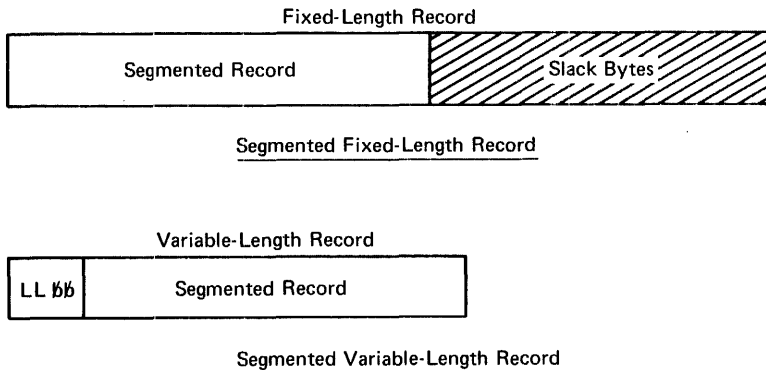 Fixed-Length Record
Segmented Record Slack Bytes
Segmented Fixed-Length Record
Variable-Length Record
LL ƀƀ Segmented Record
Segmented Variable-Length Record